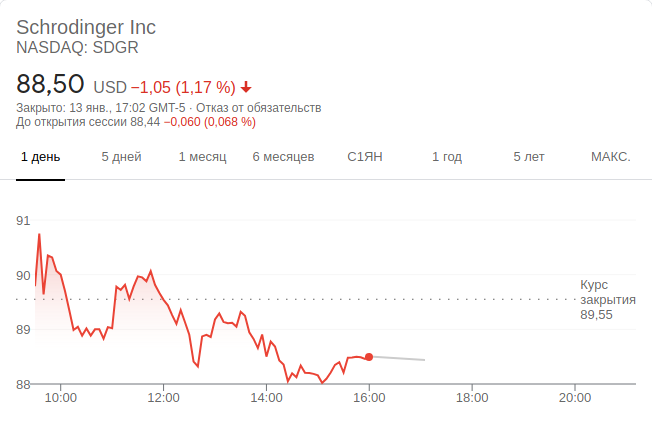 Schrodinger Inc
NASDAQ: SDGR
88,50 USD −1,05 (1,17 %)
Закрыто: 13 янв., 17:02 GMT-5 · Отказ от обязательств
До открытия сессии 88,44 −0,060 (0,068 %)
1 день 5 дней 1 месяц 6 месяцев С1ЯН 1 год 5 лет МАКС.
91
90
Курс
закрытия
89,55
89
88
10:00 12:00 14:00 16:00 18:00 20:00